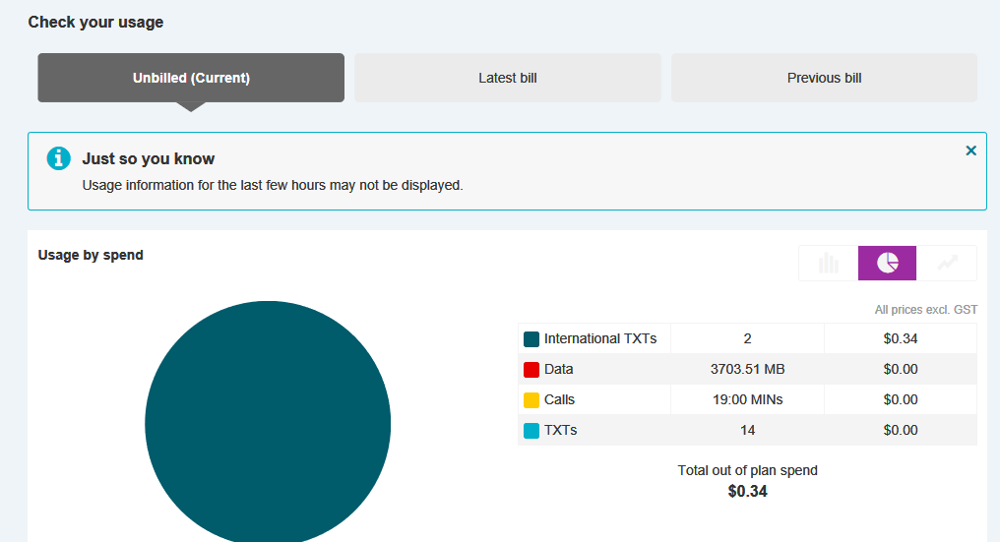 Check your usage
Unbilled (Current)
Latest bill
Previous bill
Just so you know
Usage information for the last few hours may not be displayed.
Usage by spend
All prices excl. GST
International TXTs 2 $0.34
Data 3703.51 MB $0.00
Calls 19:00 MINs $0.00
TXTs 14 $0.00
Total out of plan spend
$0.34